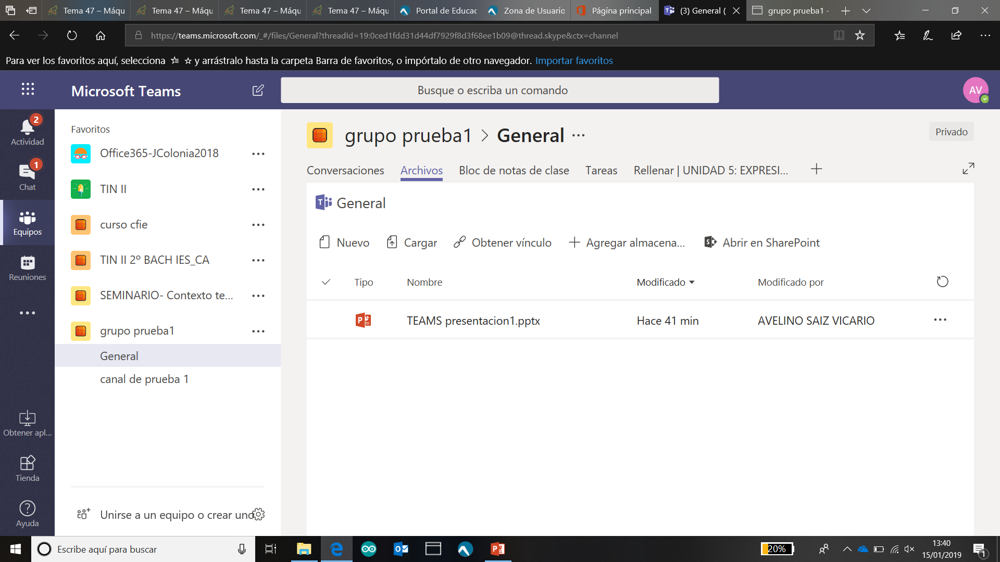 Tema 47 – Máqu
Tema 47 – Máqu
Tema 47 – Máqu
Tema 47 – Máqu
Portal de Educac
Zona de Usuario
Página principal
(3) General (
grupo prueba1 -
https://teams.microsoft.com/_#/files/General?threadId=19:0ced1fdd31d44df7929f8d3f68ee1b09@thread.skype&ctx=channel
Para ver los favoritos aquí, selecciona y arrástralo hasta la carpeta Barra de favoritos, o impórtalo de otro navegador. Importar favoritos
Microsoft Teams
Busque o escriba un comando
AV
2
Actividad
1
Chat
Equipos
Reuniones
Obtener apl...
Tienda
Ayuda
Favoritos
Office365-JColonia2018
TIN II
curso cfie
TIN II 2º BACH IES_CA
SEMINARIO- Contexto te...
grupo prueba1
General
canal de prueba 1
Unirse a un equipo o crear uno
grupo prueba1 > General
Privado
Conversaciones Archivos Bloc de notas de clase Tareas Rellenar | UNIDAD 5: EXPRESI...
General
Nuevo Cargar Obtener vínculo Agregar almacena... Abrir en SharePoint
Tipo Nombre Modificado Modificado por
TEAMS presentacion1.pptx Hace 41 min AVELINO SAIZ VICARIO
Escribe aquí para buscar
20%
13:40
15/01/2019
1